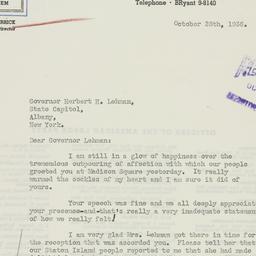 EM
Telephone - BRyant 9-8140
RRICK
October 28th, 1936.
Governor Herbert H. Lehman,
State Capitol,
Albany,
New York.
Dear Governor Lehman:
I am still in a glow of happiness over the
tremendous outpouring of affection with which our people
greeted you at Madison Square yesterday. It really
warmed the cockles of my heart and I am sure it did of
yours.
Your speech was fine and we all deeply appreciate
your presence and that's really a very inadequate statement
of how we really felt.
I am very glad Mrs. Lehman got there in time for
the reception that was accorded you. Please tell her that
our Staten Island people reported to me that she had made